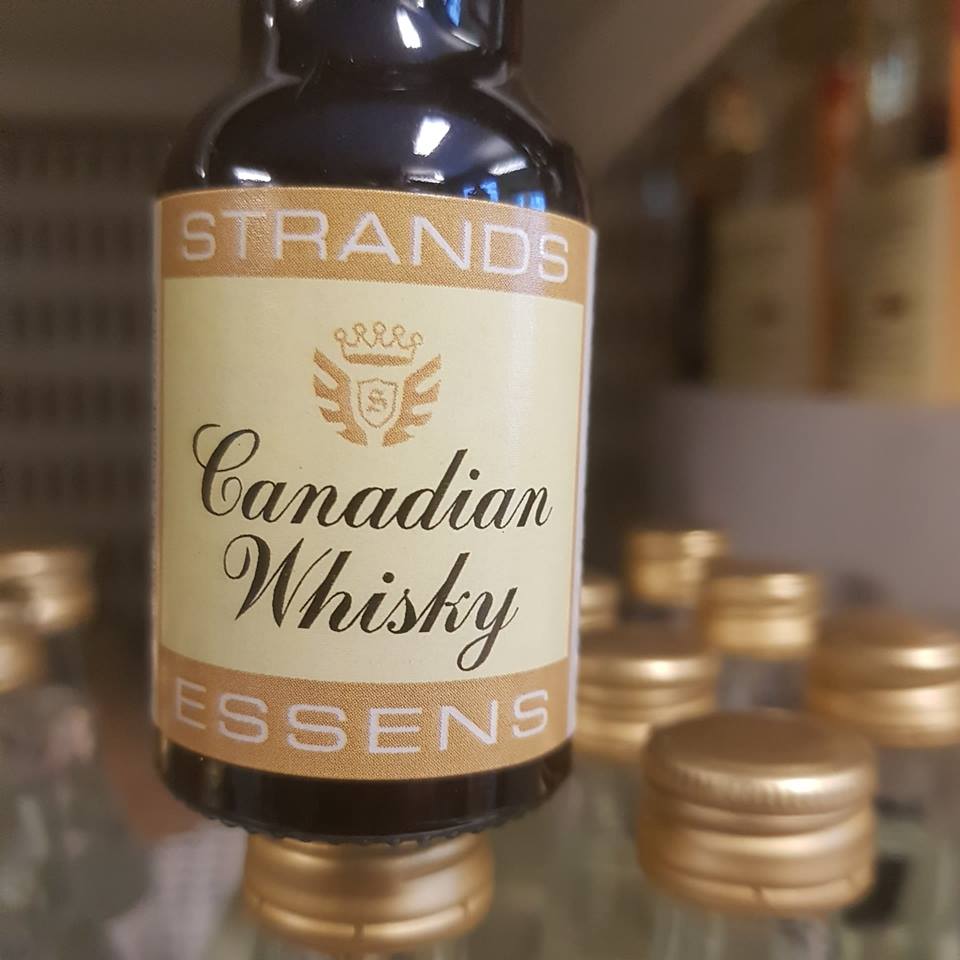 STRANDS
S
Canadian
Whisky
ESSENS